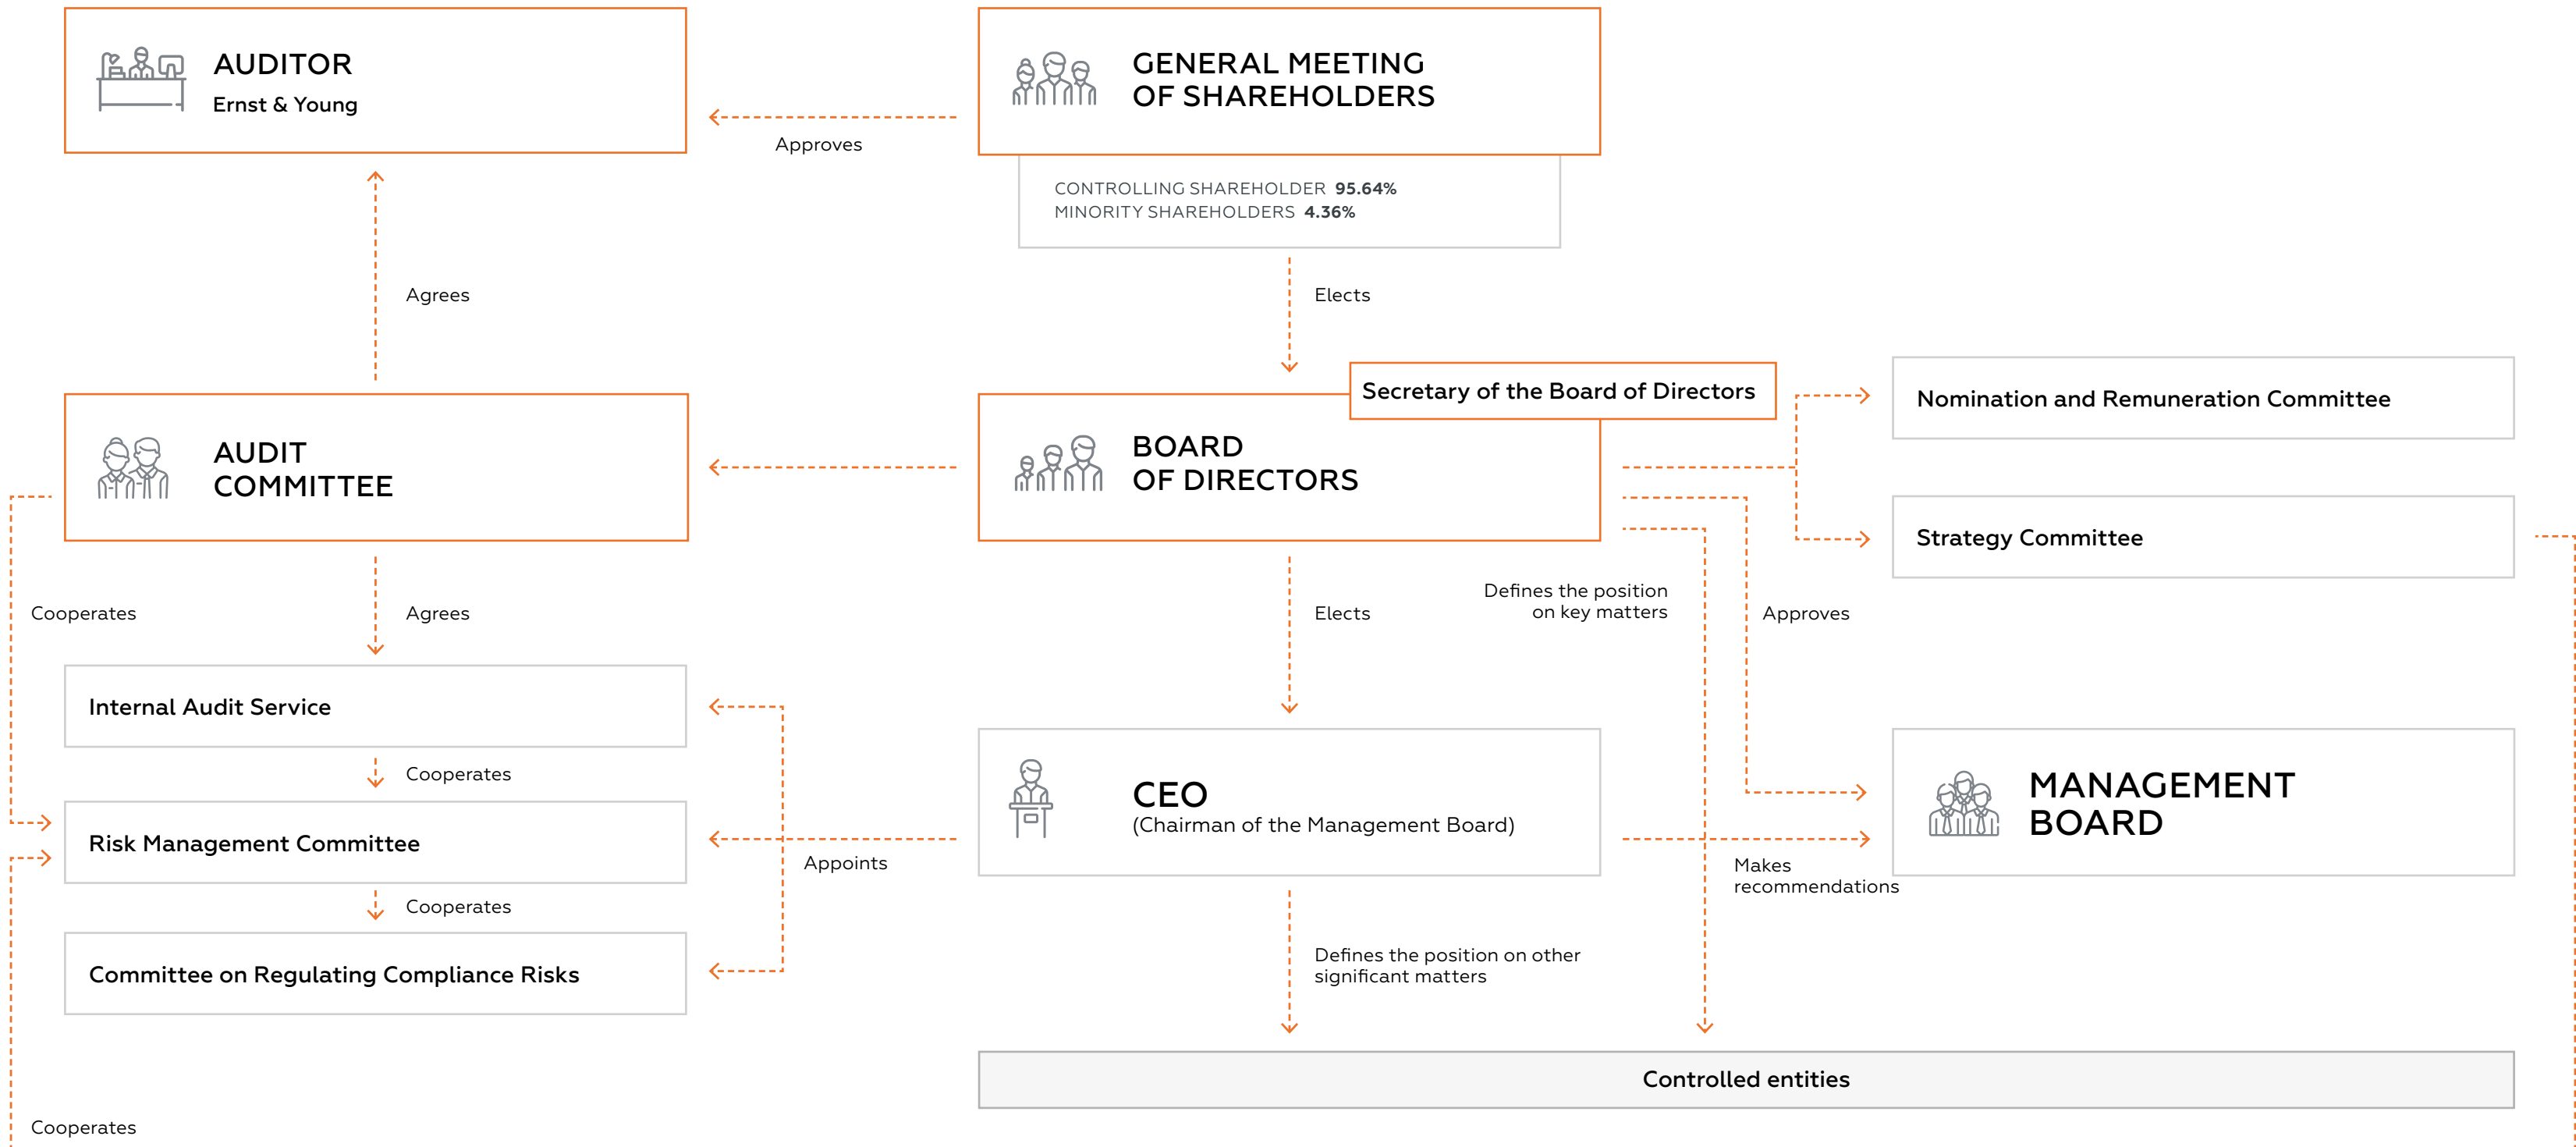 AUDITOR
Ernst & Young
GENERAL MEETING
OF SHAREHOLDERS
Approves
CONTROLLING SHAREHOLDER 95.64%
MINORITY SHAREHOLDERS 4.36%
Agrees
Elects
Secretary of the Board of Directors
Nomination and Remuneration Committee
AUDIT
COMMITTEE
BOARD
OF DIRECTORS
Strategy Committee
Cooperates
Agrees
Elects
Defines the position
on key matters
Approves
Internal Audit Service
Cooperates
Risk Management Committee
Appoints
CEO
(Chairman of the Management Board)
MANAGEMENT
BOARD
Makes
recommendations
Cooperates
Committee on Regulating Compliance Risks
Defines the position on other
significant matters
Controlled entities
Cooperates